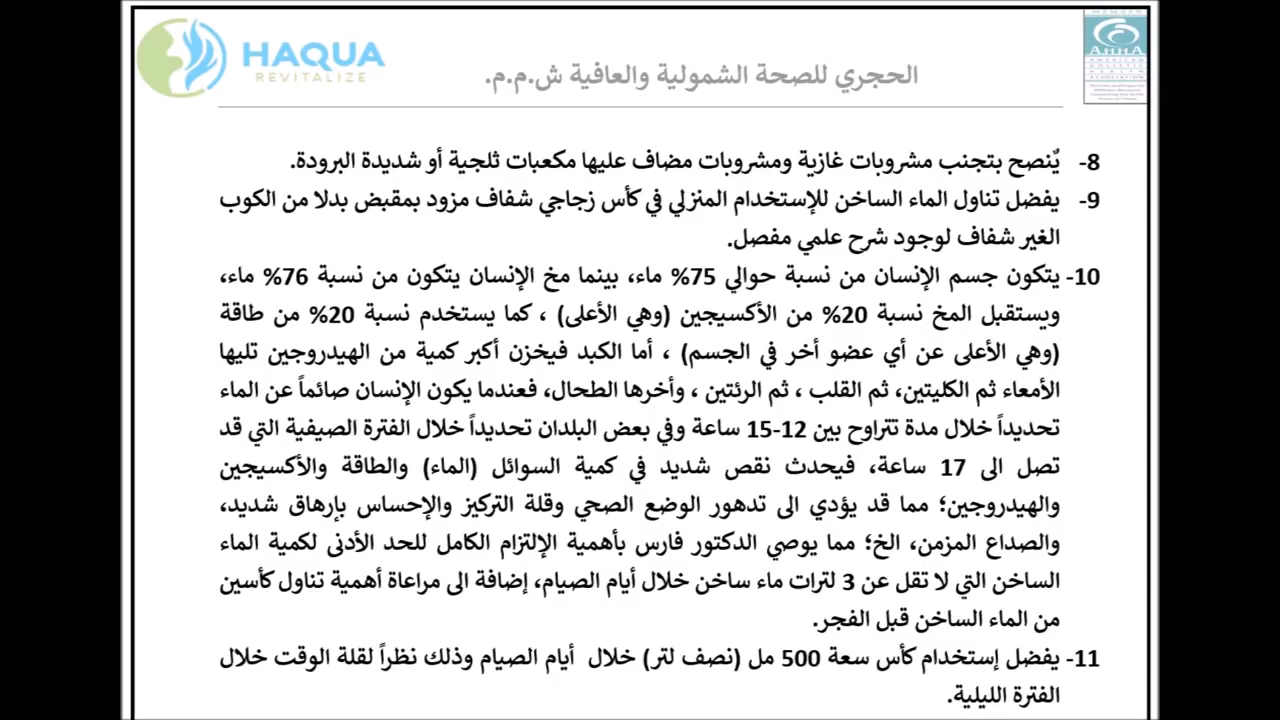 HAQUA
REVITALIZE
الحجري للصحة الشمولية والعافية ش.م.م.
AHHA
AMERICAN
HOLISTIC
HEALTH
ASSOCIATION
8- يٌنصح بتجنب مشروبات غازية ومشروبات مضاف عليها مكعبات ثلجية أو شديدة البرودة.
9- يفضل تناول الماء الساخن للإستخدام المنزلي في كأس زجاجي شفاف مزود بمقبض بدلا من الكوب
الغير شفاف لوجود شرح علمي مفصل.
10- يتكون جسم الإنسان من نسبة حوالي 75% ماء، بينما مخ الإنسان يتكون من نسبة 76% ماء،
ويستقبل المخ نسبة 20% من الأكسيجين (وهي الأعلى) ، كما يستخدم نسبة 20% من طاقة
(وهي الأعلى عن أي عضو أخر في الجسم) ، أما الكبد فيخزن أكبر كمية من الهيدروجين تليها
الأمعاء ثم الكليتين، ثم القلب ، ثم الرئتين ، وأخرها الطحال، فعندما يكون الإنسان صائماً عن الماء
تحديداً خلال مدة تتراوح بين 12-15 ساعة وفي بعض البلدان تحديداً خلال الفترة الصيفية التي قد
تصل الى 17 ساعة، فيحدث نقص شديد في كمية السوائل (الماء) والطاقة والأكسيجين
والهيدروجين؛ مما قد يؤدي الى تدهور الوضع الصحي وقلة التركيز والإحساس بإرهاق شديد،
والصداع المزمن، الخ؛ مما يوصي الدكتور فارس بأهمية الإلتزام الكامل للحد الأدنى لكمية الماء
الساخن التي لا تقل عن 3 لترات ماء ساخن خلال أيام الصيام، إضافة الى مراعاة أهمية تناول كأسين
من الماء الساخن قبل الفجر.
11- يفضل إستخدام كأس سعة 500 مل (نصف لتر) خلال أيام الصيام وذلك نظراً لقلة الوقت خلال
الفترة الليلية.